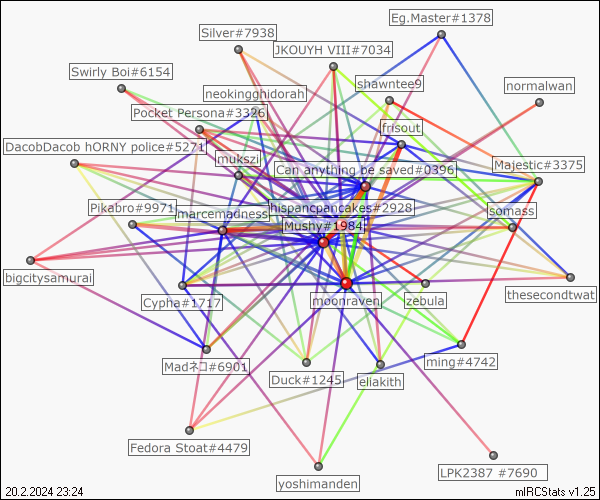 Eg.Master#1378
Silver#7938
JKOUYH VIII#7034
Swirly Boi#6154
shawntee9
normalwan
neokingghidorah
Pocket Persona#3326
frisout
DacobDacob hORNY police#5271
mukszi
Majestic#3375
Can anything be saved#0396
Pikabro#9971
hispancpancakes#2928
somass
marcemadness
Mushy#1984
bigcitysamurai
Cypha#1717
moonraven
zebula
thesecondtwat
Madネコ#6901
ming#4742
Duck#1245
eliakith
Fedora Stoat#4479
yoshimanden
LPK2387 #7690
20.2.2024 23:24
mIRCStats v1.25